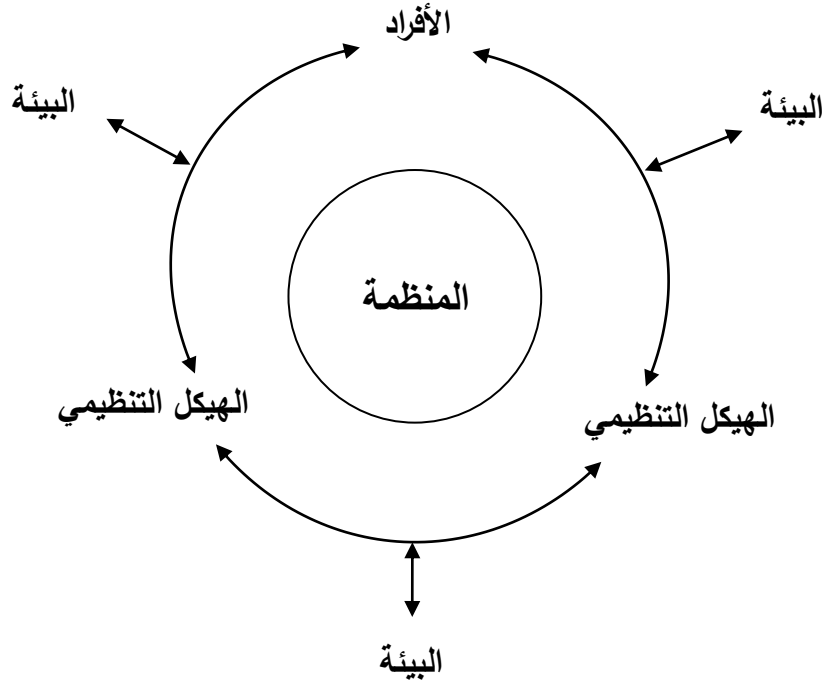 الأفراد
البيئة
البيئة
المنظمة
الهيكل التنظيمي
الهيكل التنظيمي
البيئة